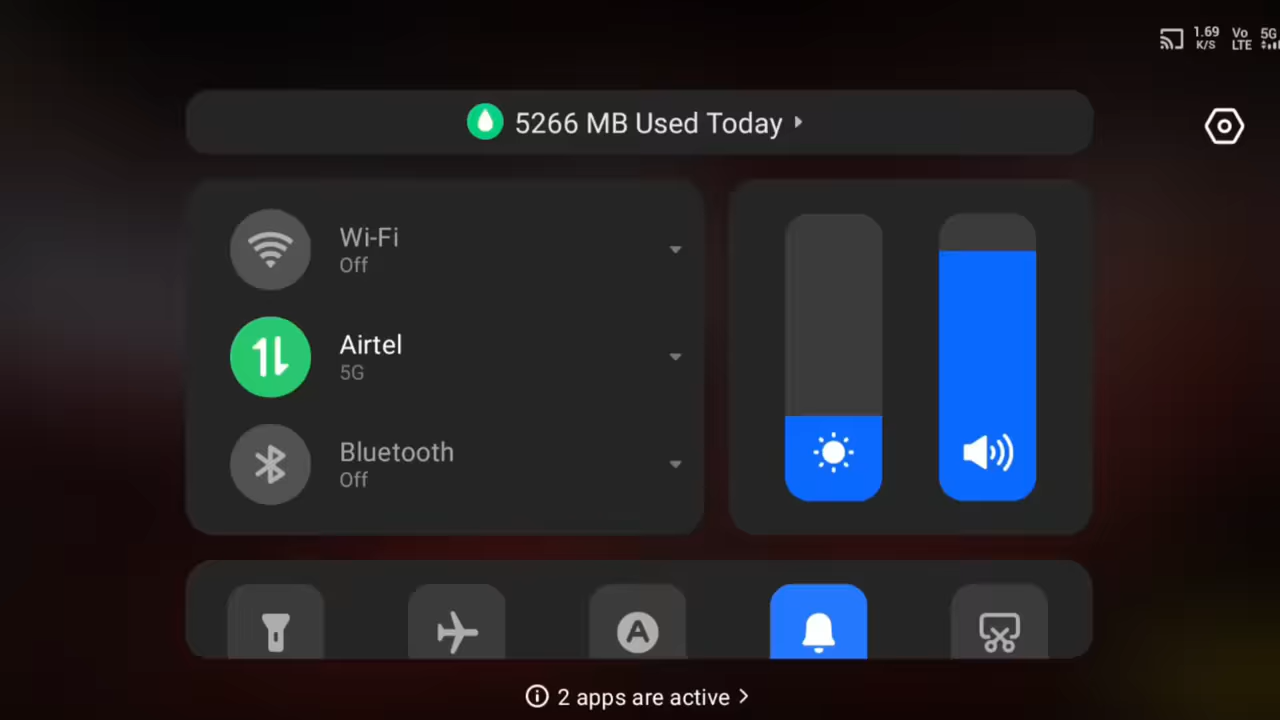 1.69
K/S
Vo
LTE
5G
5266 MB Used Today
Wi-Fi
Off
Airtel
5G
Bluetooth
Off
A
2 apps are active